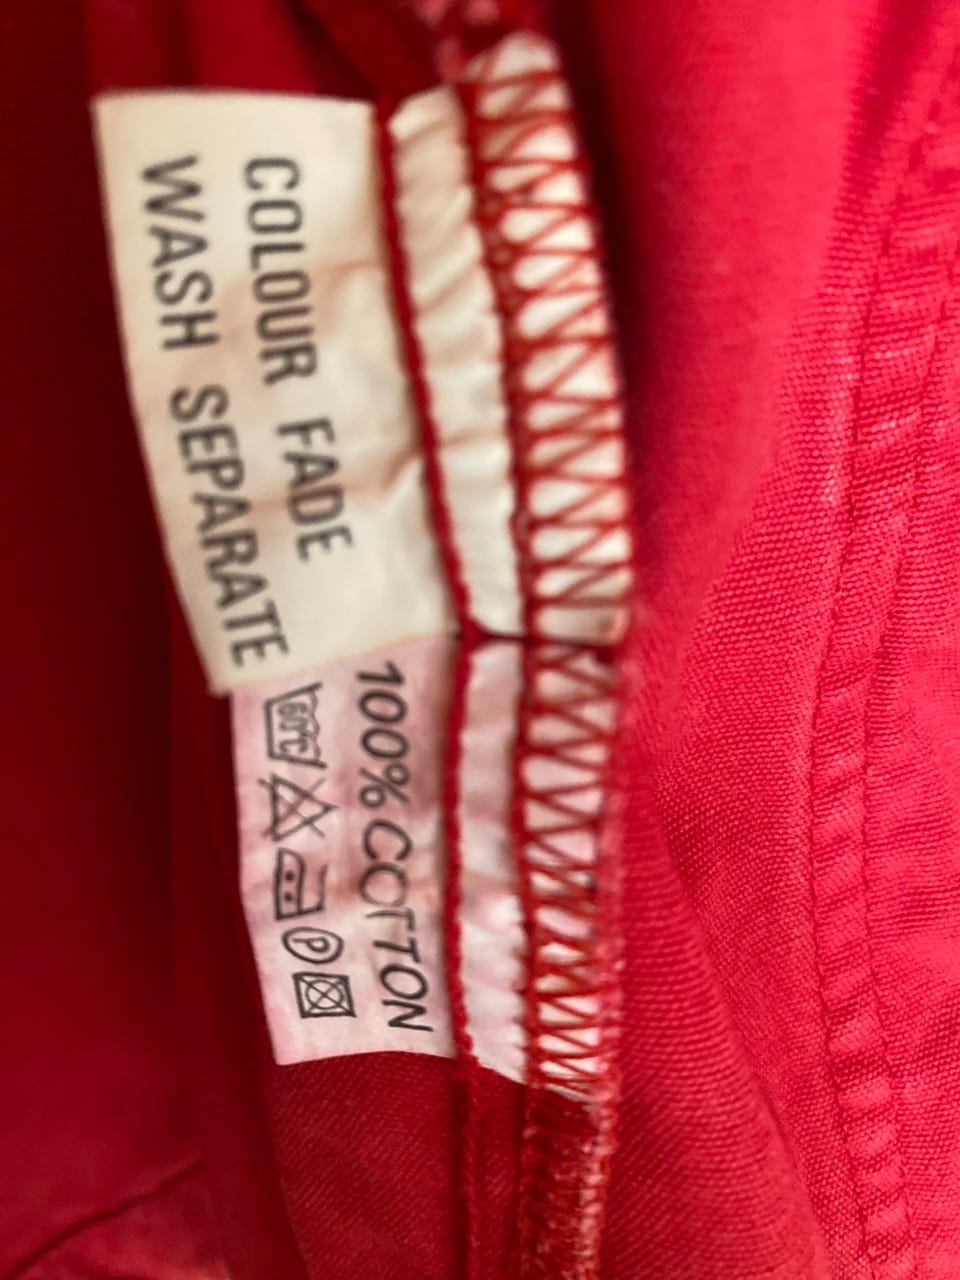 COLOUR FADE
WASH SEPARATE
100% COTTON
60°C
P